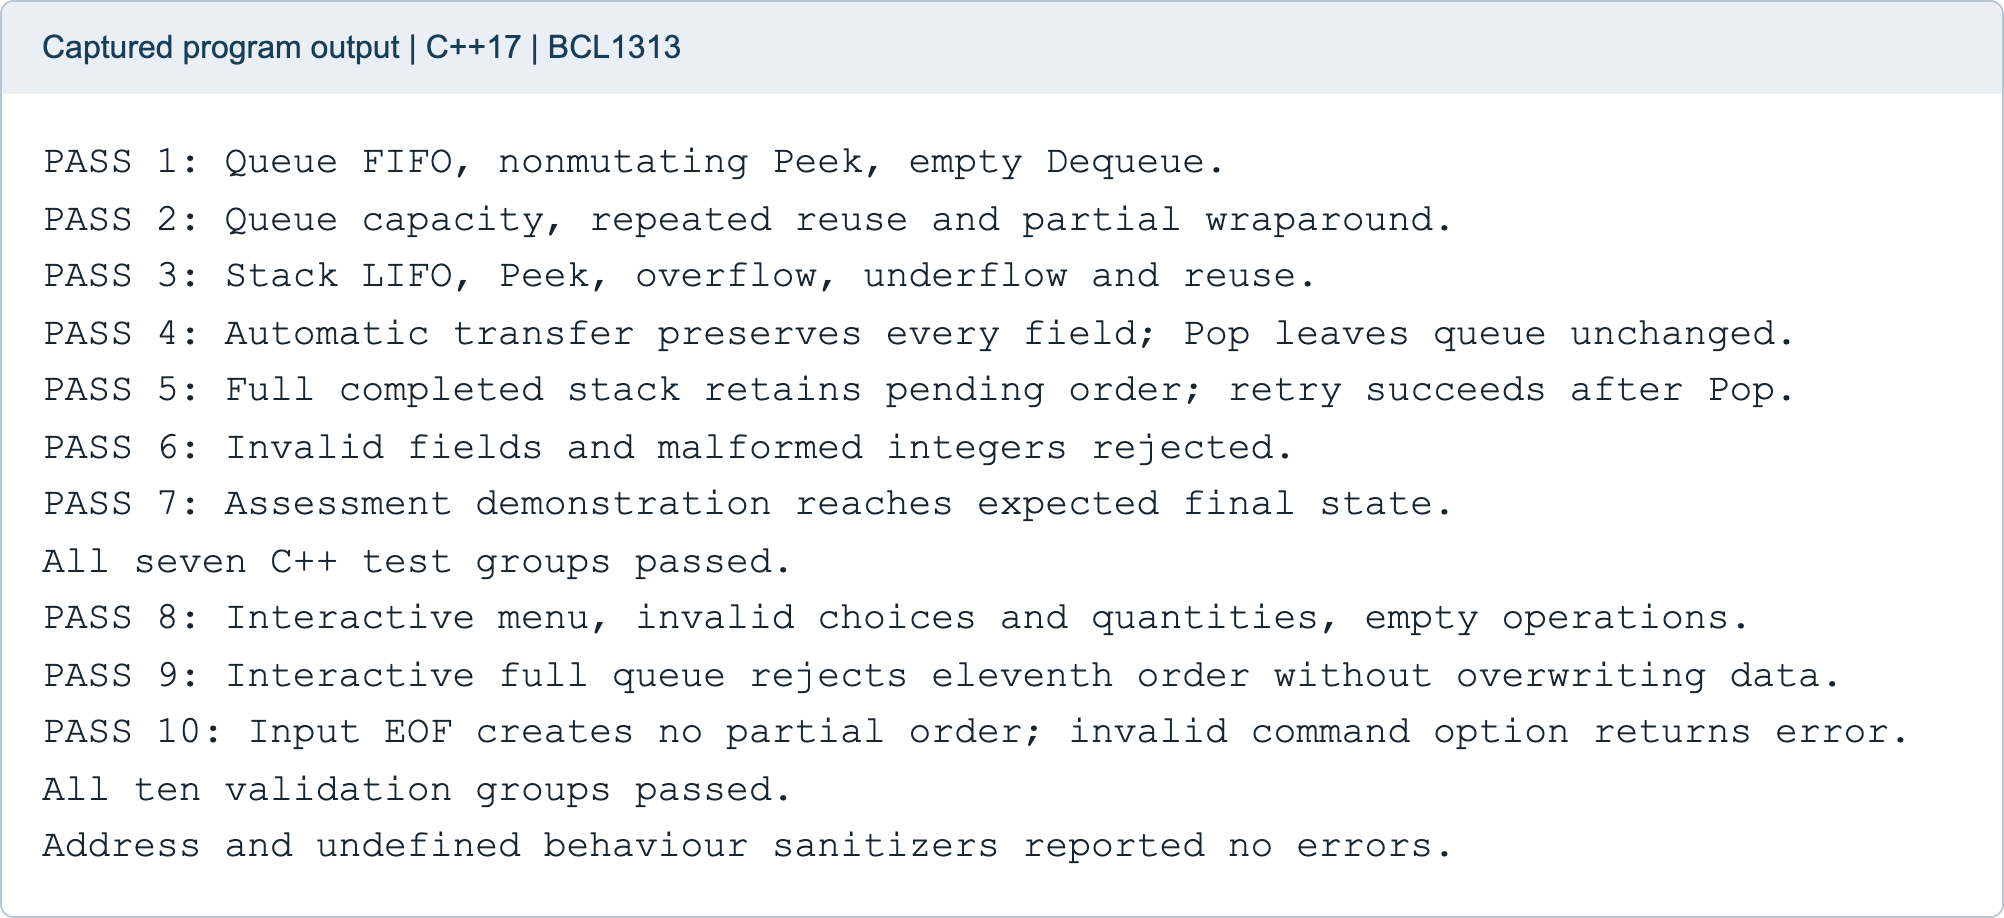 Captured program output | C++17 | BCL1313
PASS 1: Queue FIFO, nonmutating Peek, empty Dequeue.
PASS 2: Queue capacity, repeated reuse and partial wraparound.
PASS 3: Stack LIFO, Peek, overflow, underflow and reuse.
PASS 4: Automatic transfer preserves every field; Pop leaves queue unchanged.
PASS 5: Full completed stack retains pending order; retry succeeds after Pop.
PASS 6: Invalid fields and malformed integers rejected.
PASS 7: Assessment demonstration reaches expected final state.
All seven C++ test groups passed.
PASS 8: Interactive menu, invalid choices and quantities, empty operations.
PASS 9: Interactive full queue rejects eleventh order without overwriting data.
PASS 10: Input EOF creates no partial order; invalid command option returns error.
All ten validation groups passed.
Address and undefined behaviour sanitizers reported no errors.